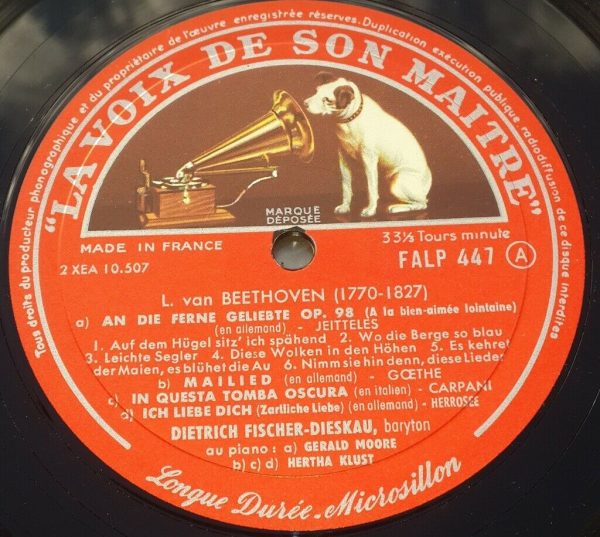 Tous droits du producteur phonographique et du propriétaire de l'œuvre enregistrée réservés. Duplication, exécution publique, radiodiffusion de ce disque interdites
"LA VOIX DE SON MAITRE"
MARQUE
DÉPOSÉE
MADE IN FRANCE
33⅓ Tours minute
2 XEA 10.507
FALP 447 A
L. van BEETHOVEN (1770-1827)
a) AN DIE FERNE GELIEBTE OP. 98 (A la bien-aimée lointaine)
(en allemand) - JEITTELES
1. Auf dem Hügel sitz' ich spähend 2. Wo die Berge so blau
3. Leichte Segler 4. Diese Wolken in den Höhen 5. Es kehret
der Maien, es blühet die Au 6. Nimm sie hin denn, diese Lieder
b) MAILIED (en allemand) - GŒTHE
c) IN QUESTA TOMBA OSCURA (en italien) - CARPANI
d) ICH LIEBE DICH (Zartliche Liebe) (en allemand) - HERROSEE
DIETRICH FISCHER-DIESKAU, baryton
au piano : a) GERALD MOORE
b) c) d) HERTHA KLUST
Longue Durée - Microsillon